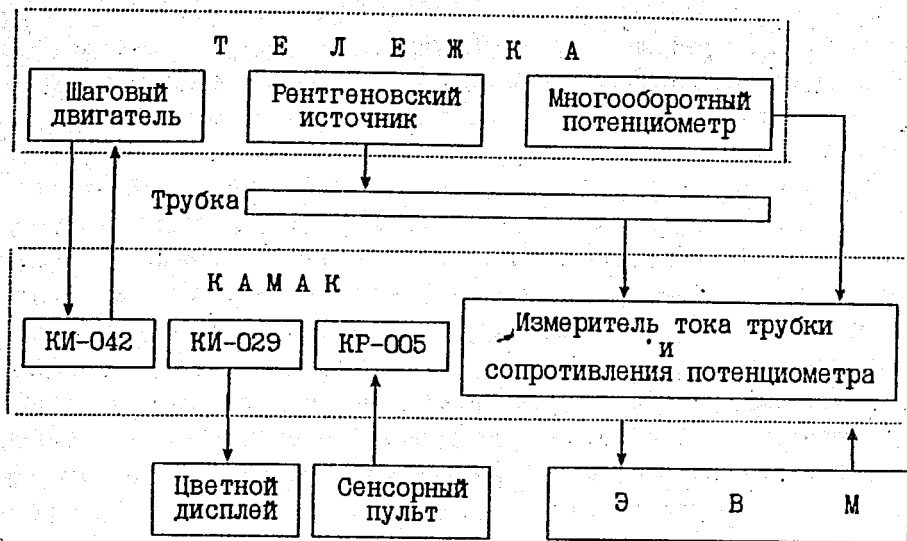 Т Е Л Е Ж К А
Шаговый
двигатель
Рентгеновский
источник
Многооборотный
потенциометр
Трубка
К А М А К
КИ-042
КИ-029
КР-005
Измеритель тока трубки
и
сопротивления потенциометра
Цветной
дисплей
Сенсорный
пульт
Э В М